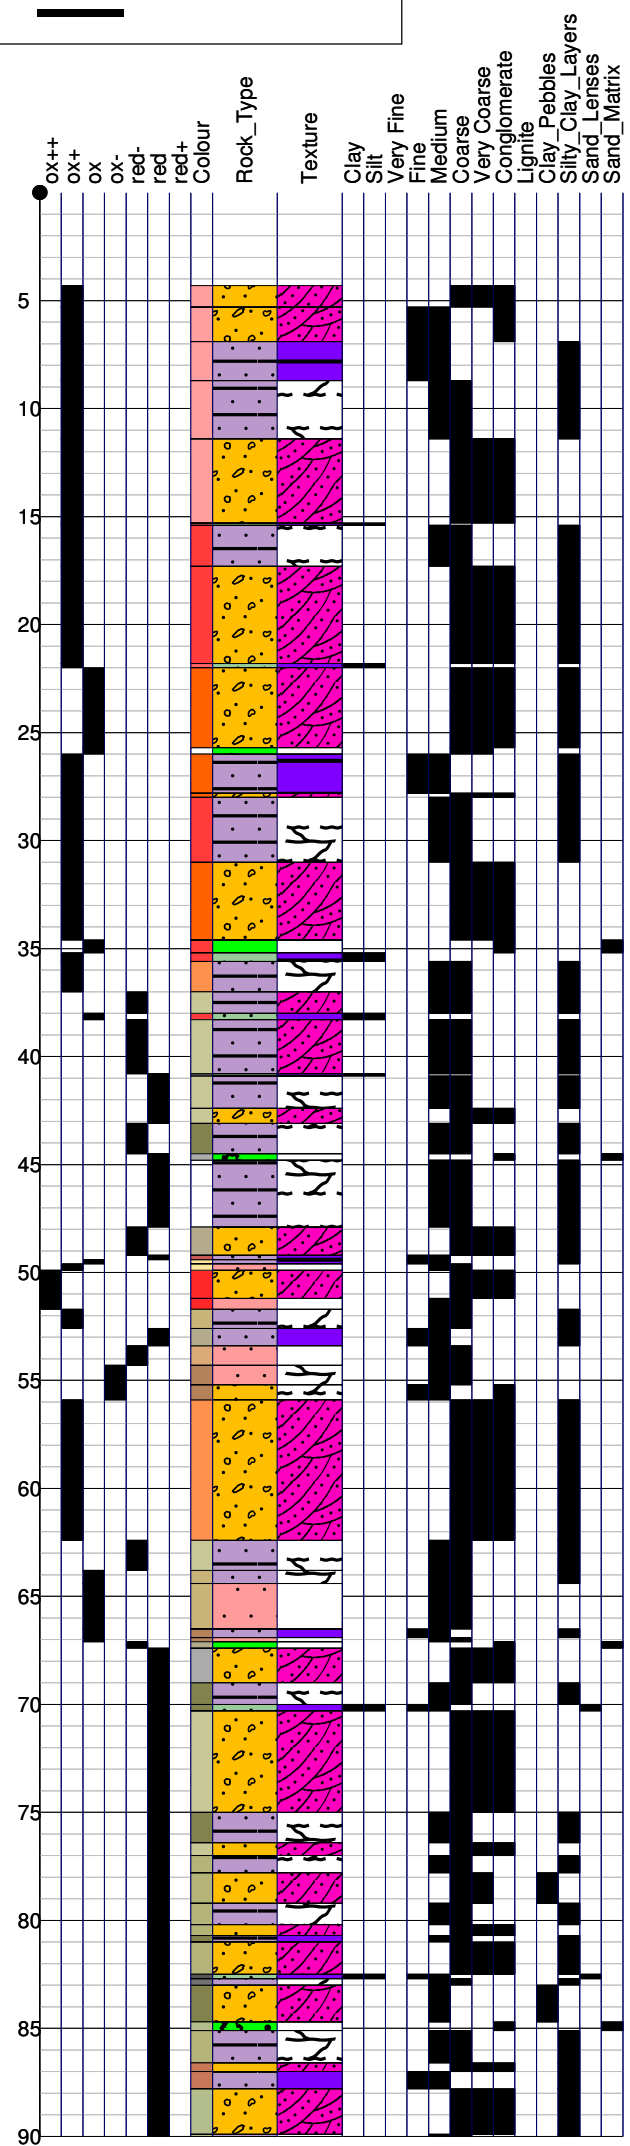 ox++
ox+
ox
ox-
red-
red
red+
Colour
Rock_Type
Texture
Clay
Silt
Very Fine
Fine
Medium
Coarse
Very Coarse
Conglomerate
Lignite
Clay_Pebbles
Silty_Clay_Layers
Sand_Lenses
Sand_Matrix
5
10
15
20
25
30
35
40
45
50
55
60
65
70
75
80
85
90